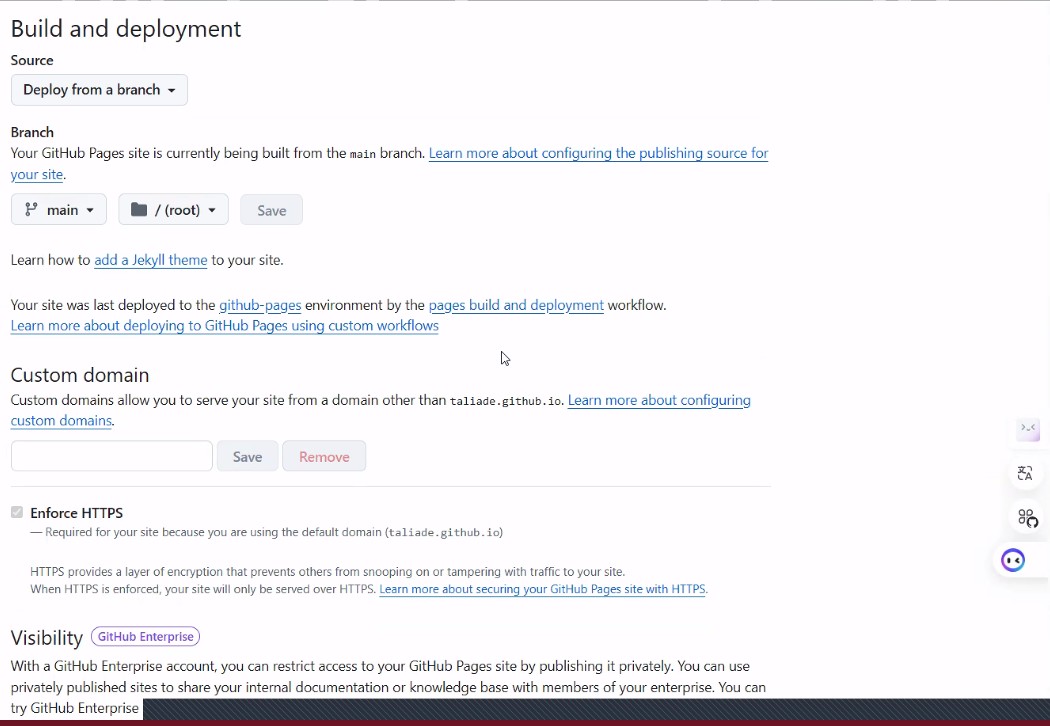 Build and deployment
Source
Deploy from a branch
Branch
Your GitHub Pages site is currently being built from the main branch. Learn more about configuring the publishing source for
your site.
main / (root) Save
Learn how to add a Jekyll theme to your site.
Your site was last deployed to the github-pages environment by the pages build and deployment workflow.
Learn more about deploying to GitHub Pages using custom workflows
Custom domain
Custom domains allow you to serve your site from a domain other than taliade.github.io. Learn more about configuring
custom domains.
Save Remove
Enforce HTTPS
— Required for your site because you are using the default domain (taliade.github.io)
HTTPS provides a layer of encryption that prevents others from snooping on or tampering with traffic to your site.
When HTTPS is enforced, your site will only be served over HTTPS. Learn more about securing your GitHub Pages site with HTTPS.
Visibility GitHub Enterprise
With a GitHub Enterprise account, you can restrict access to your GitHub Pages site by publishing it privately. You can use
privately published sites to share your internal documentation or knowledge base with members of your enterprise. You can
try GitHub Enterprise